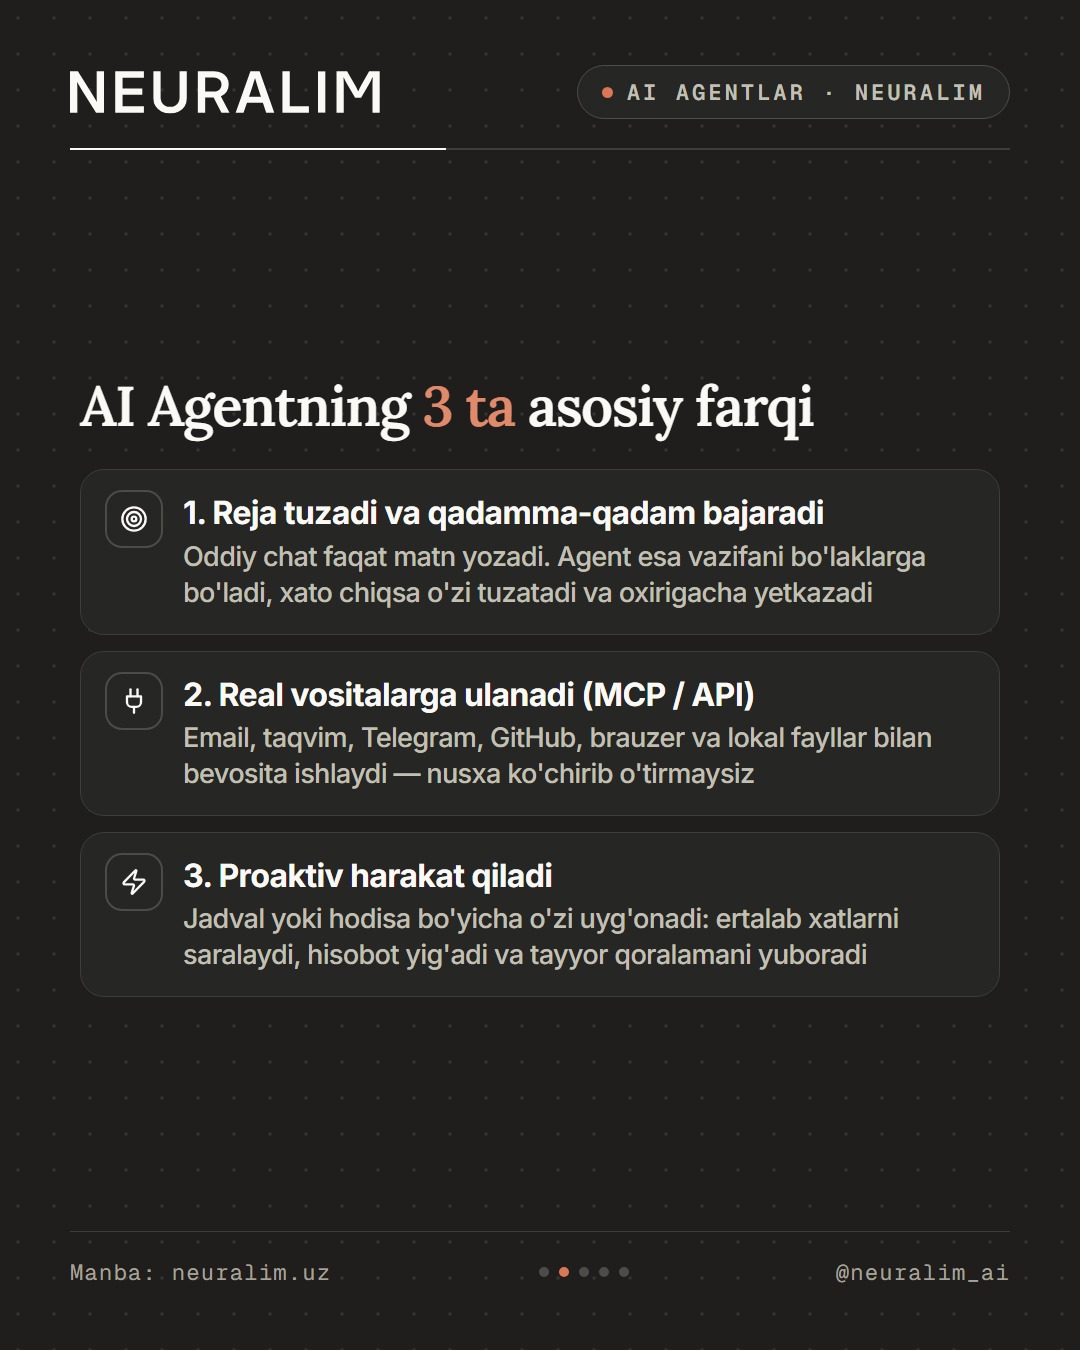 NEURALIM
AI AGENTLAR · NEURALIM
AI Agentning 3 ta asosiy farqi
1. Reja tuzadi va qadamma-qadam bajaradi
Oddiy chat faqat matn yozadi. Agent esa vazifani bo'laklarga
bo'ladi, xato chiqsa o'zi tuzatadi va oxirigacha yetkazadi
2. Real vositalarga ulanadi (MCP / API)
Email, taqvim, Telegram, GitHub, brauzer va lokal fayllar bilan
bevosita ishlaydi — nusxa ko'chirib o'tirmaysiz
3. Proaktiv harakat qiladi
Jadval yoki hodisa bo'yicha o'zi uyg'onadi: ertalab xatlarni
saralaydi, hisobot yig'adi va tayyor qoralamani yuboradi
Manba: neuralim.uz
@neuralim_ai